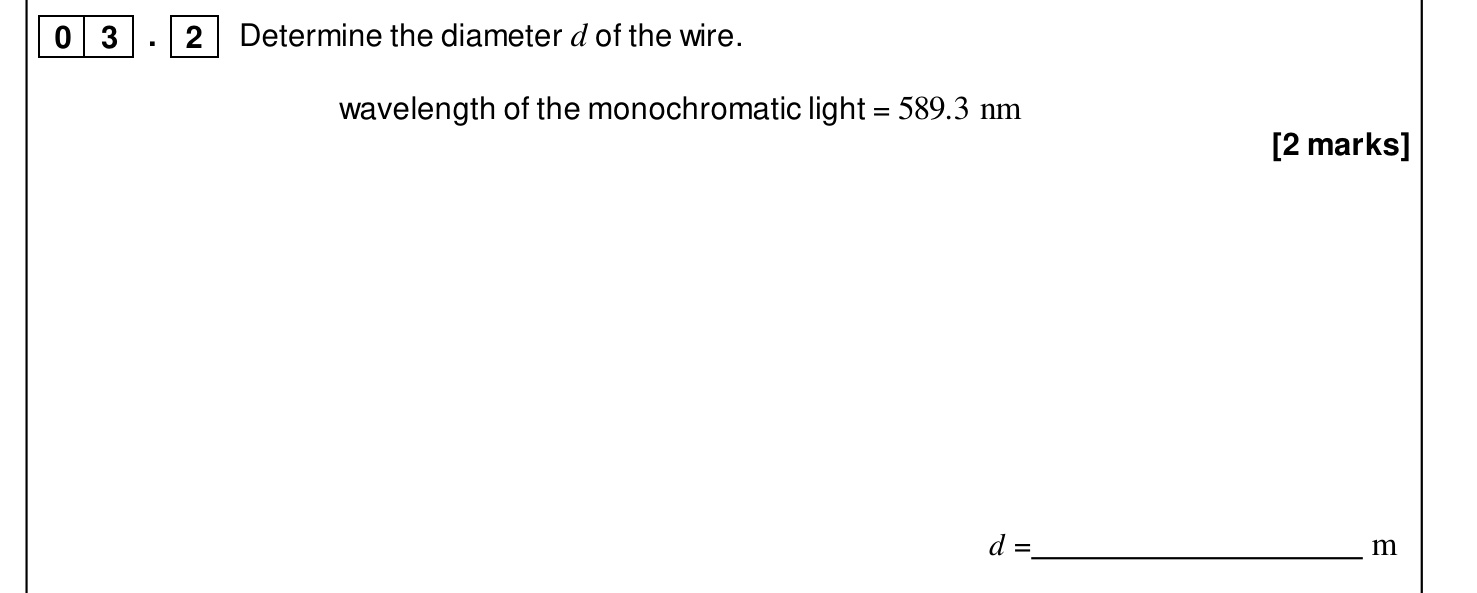 0 3 . 2 Determine the diameter d of the wire.
wavelength of the monochromatic light = 589.3 nm
[2 marks]
d = ____________________ m